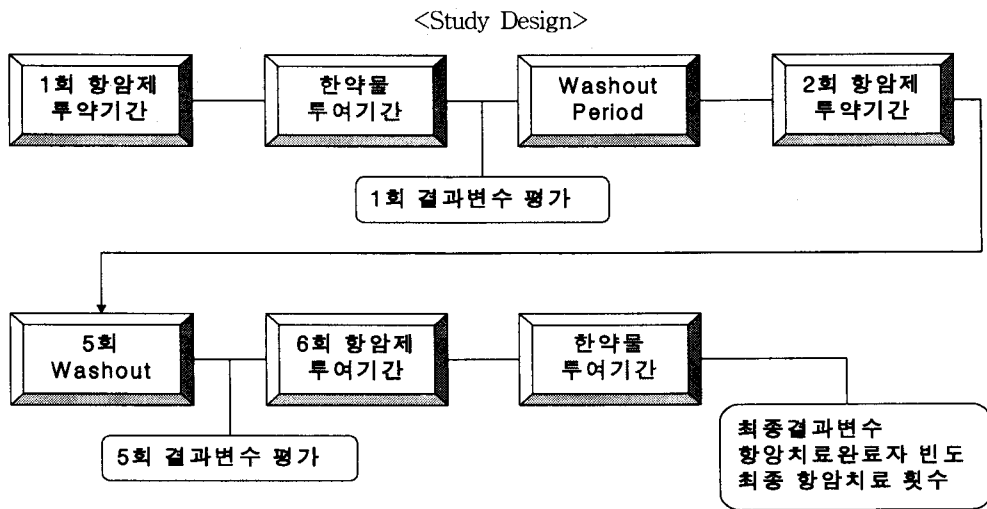 <Study Design>
1회 항암제
투약기간
한약물
투여기간
Washout
Period
2회 항암제
투약기간
1회 결과변수 평가
5회
Washout
6회 항암제
투여기간
한약물
투여기간
5회 결과변수 평가
최종결과변수
항앙치료완료자 빈도
최종 항암치료 횟수